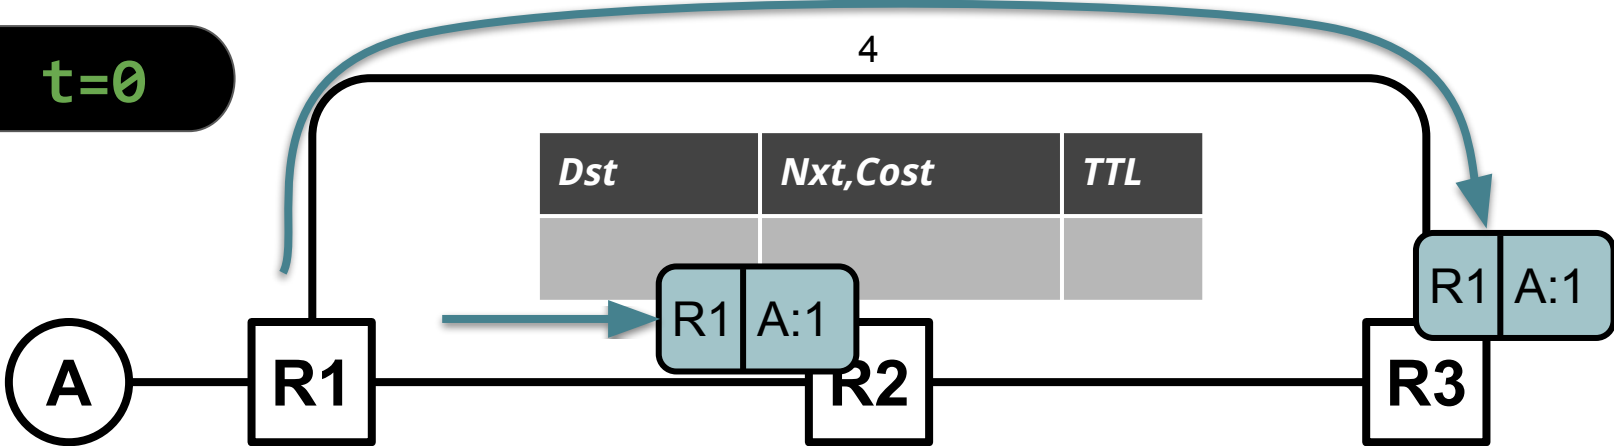 t=0
4
Dst Nxt,Cost TTL
R1 A:1
R1 A:1
A
R1
R2
R3